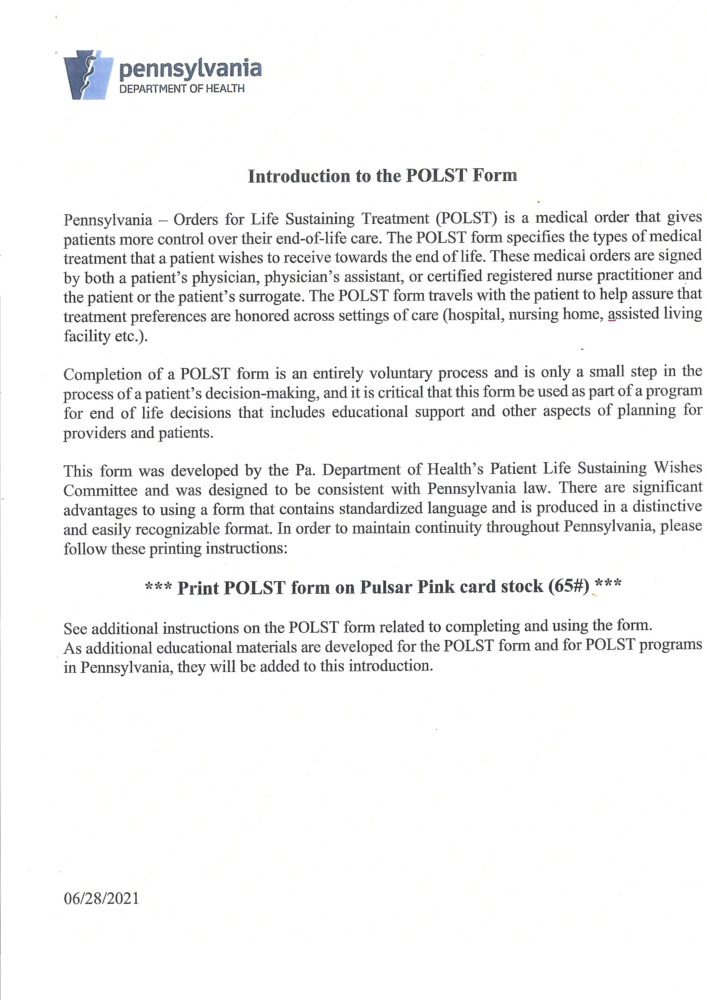 pennsylvania
DEPARTMENT OF HEALTH
Introduction to the POLST Form
Pennsylvania – Orders for Life Sustaining Treatment (POLST) is a medical order that gives
patients more control over their end-of-life care. The POLST form specifies the types of medical
treatment that a patient wishes to receive towards the end of life. These medical orders are signed
by both a patient’s physician, physician’s assistant, or certified registered nurse practitioner and
the patient or the patient’s surrogate. The POLST form travels with the patient to help assure that
treatment preferences are honored across settings of care (hospital, nursing home, assisted living
facility etc.).
Completion of a POLST form is an entirely voluntary process and is only a small step in the
process of a patient’s decision-making, and it is critical that this form be used as part of a program
for end of life decisions that includes educational support and other aspects of planning for
providers and patients.
This form was developed by the Pa. Department of Health’s Patient Life Sustaining Wishes
Committee and was designed to be consistent with Pennsylvania law. There are significant
advantages to using a form that contains standardized language and is produced in a distinctive
and easily recognizable format. In order to maintain continuity throughout Pennsylvania, please
follow these printing instructions:
*** Print POLST form on Pulsar Pink card stock (65#) ***
See additional instructions on the POLST form related to completing and using the form.
As additional educational materials are developed for the POLST form and for POLST programs
in Pennsylvania, they will be added to this introduction.
06/28/2021